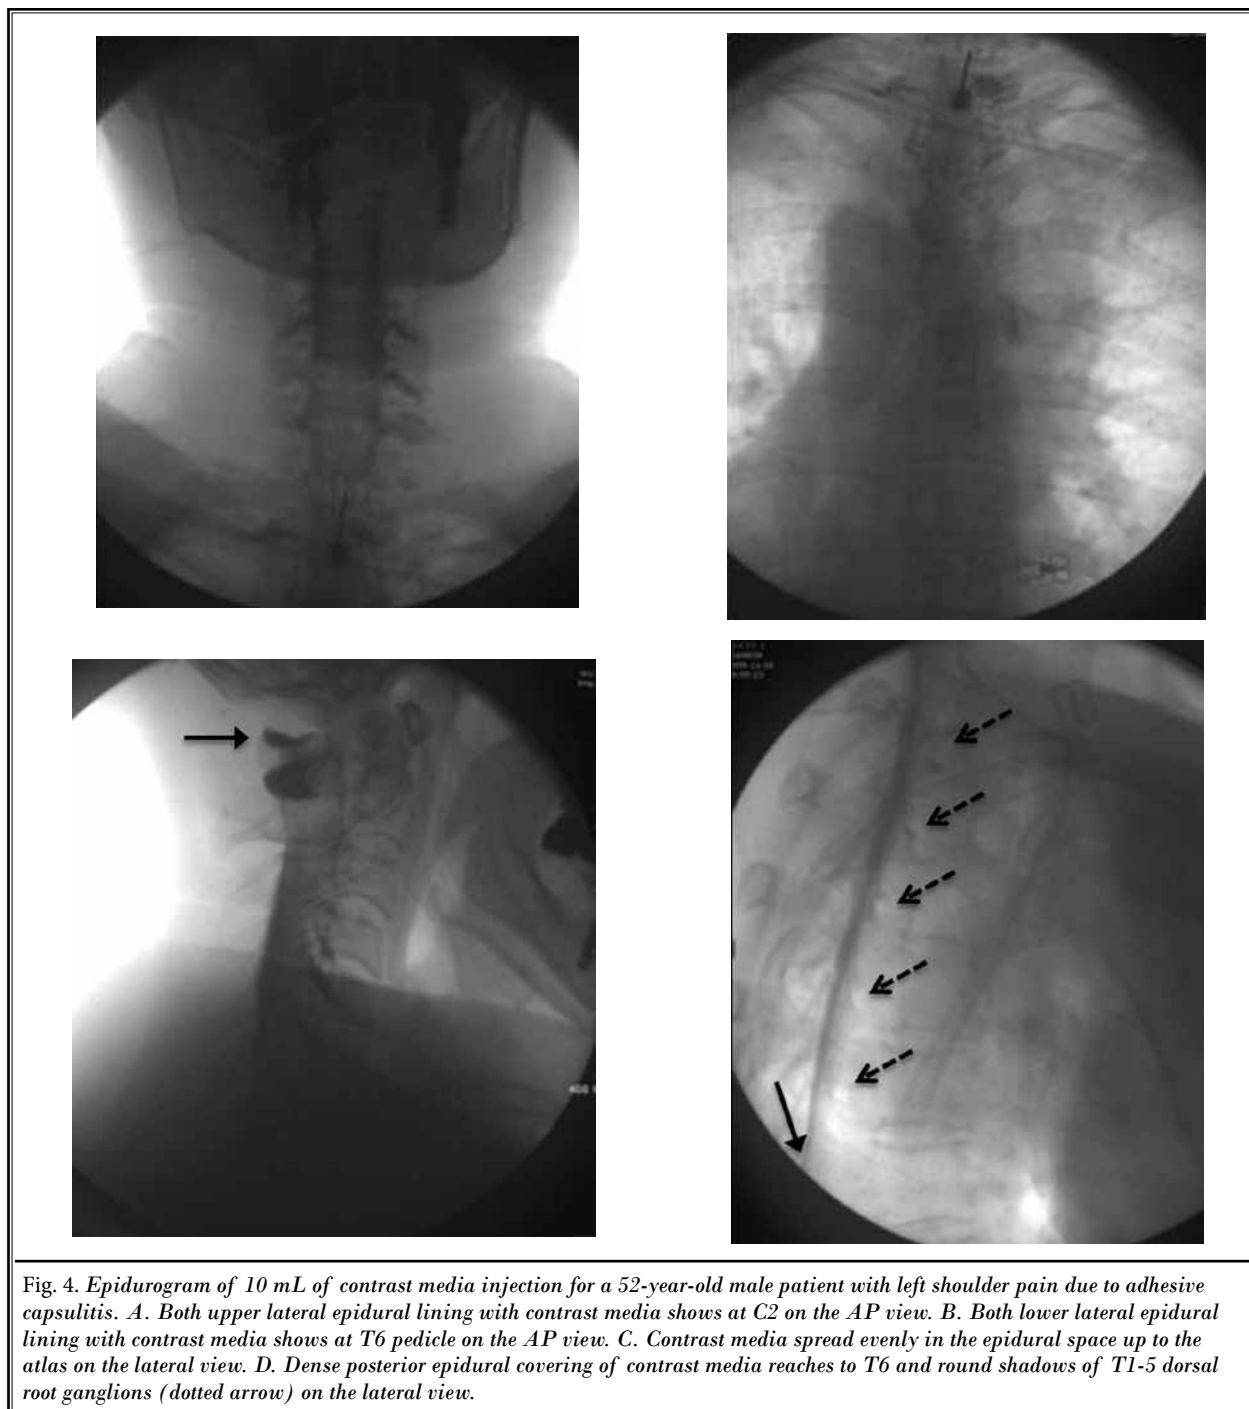 Fig. 4. Epidurogram of 10 mL of contrast media injection for a 52-year-old male patient with left shoulder pain due to adhesive
capsulitis. A. Both upper lateral epidural lining with contrast media shows at C2 on the AP view. B. Both lower lateral epidural
lining with contrast media shows at T6 pedicle on the AP view. C. Contrast media spread evenly in the epidural space up to the
atlas on the lateral view. D. Dense posterior epidural covering of contrast media reaches to T6 and round shadows of T1-5 dorsal
root ganglions (dotted arrow) on the lateral view.